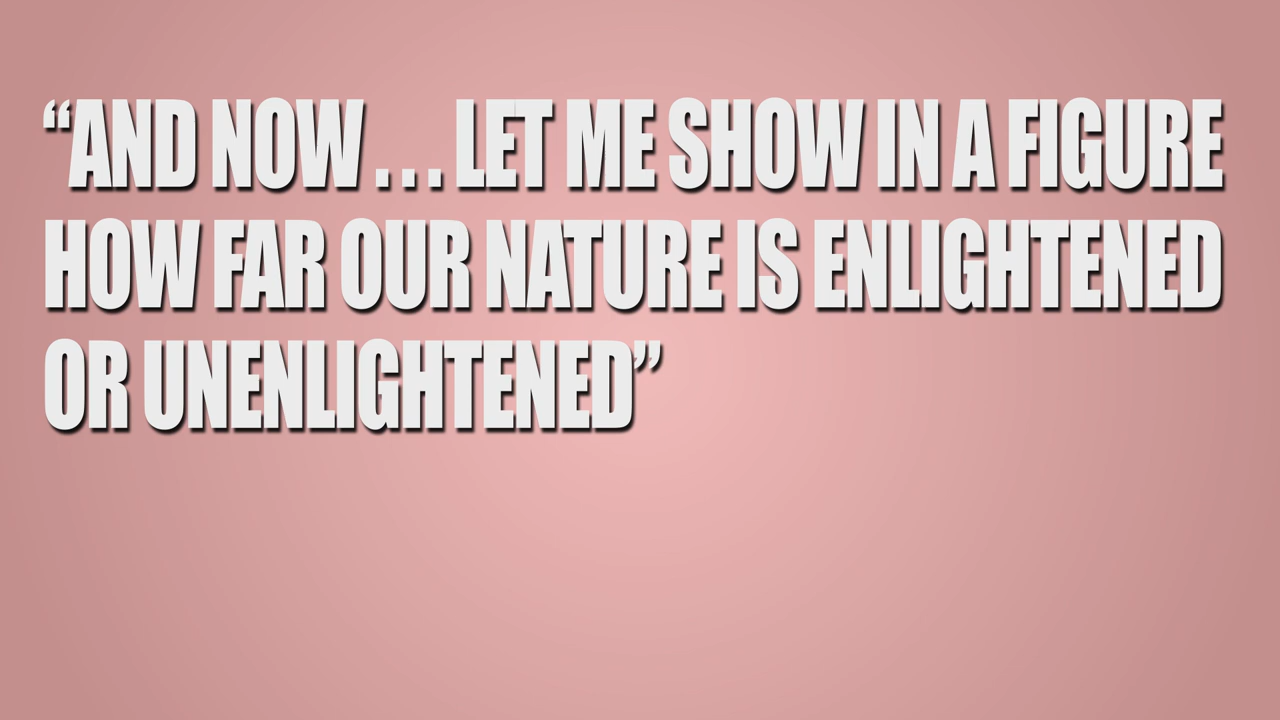 “AND NOW . . . LET ME SHOW IN A FIGURE
HOW FAR OUR NATURE IS ENLIGHTENED
OR UNENLIGHTENED”